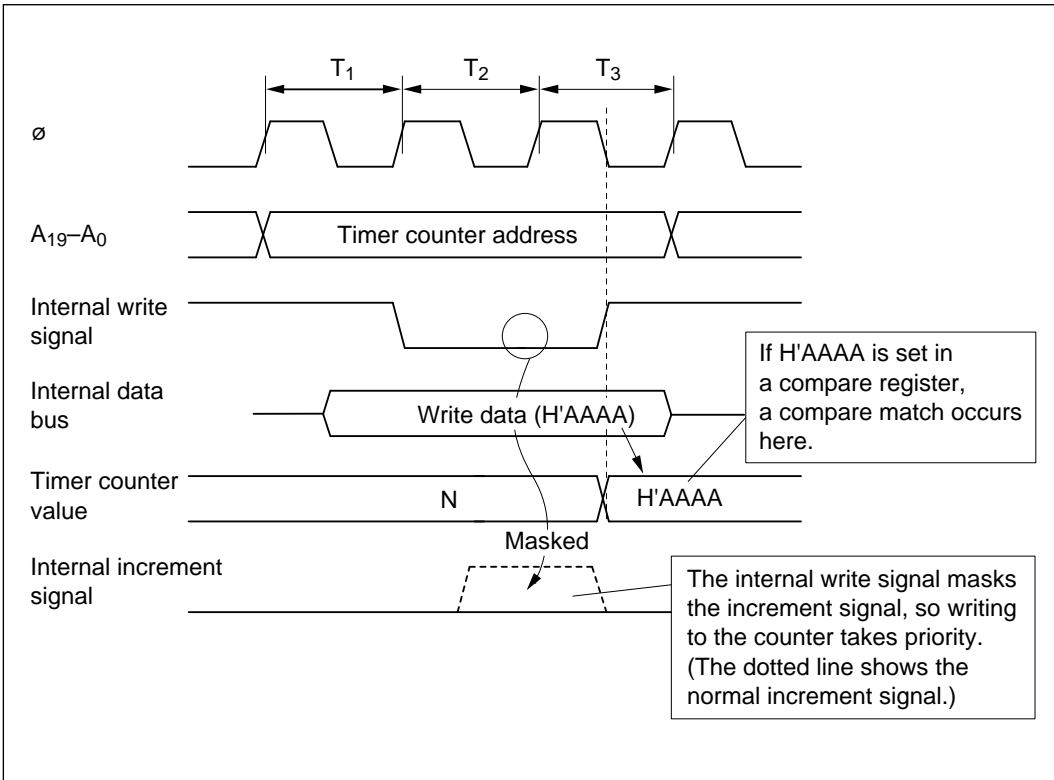 T₁ T₂ T₃
ø
A₁₉–A₀
Timer counter address
Internal write
signal
If H'AAAA is set in
a compare register,
a compare match occurs
here.
Internal data
bus
Write data (H'AAAA)
Timer counter
value
N
H'AAAA
Masked
Internal increment
signal
The internal write signal masks
the increment signal, so writing
to the counter takes priority.
(The dotted line shows the
normal increment signal.)